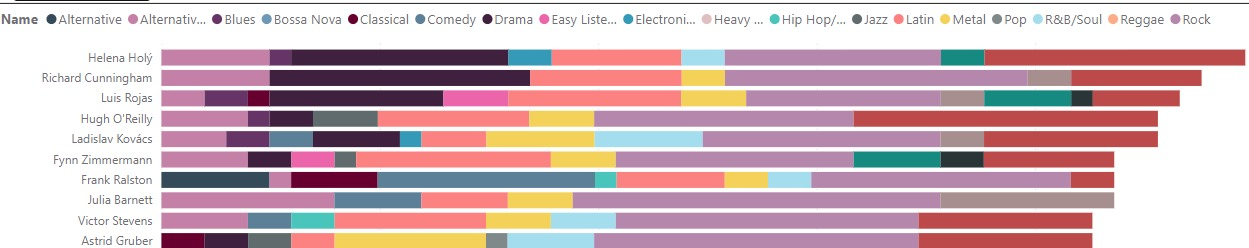 Name Alternative Alternativ... Blues Bossa Nova Classical Comedy Drama Easy Liste... Electroni... Heavy ... Hip Hop/... Jazz Latin Metal Pop R&B/Soul Reggae Rock
Helena Holý
Richard Cunningham
Luis Rojas
Hugh O'Reilly
Ladislav Kovács
Fynn Zimmermann
Frank Ralston
Julia Barnett
Victor Stevens
Astrid Gruber